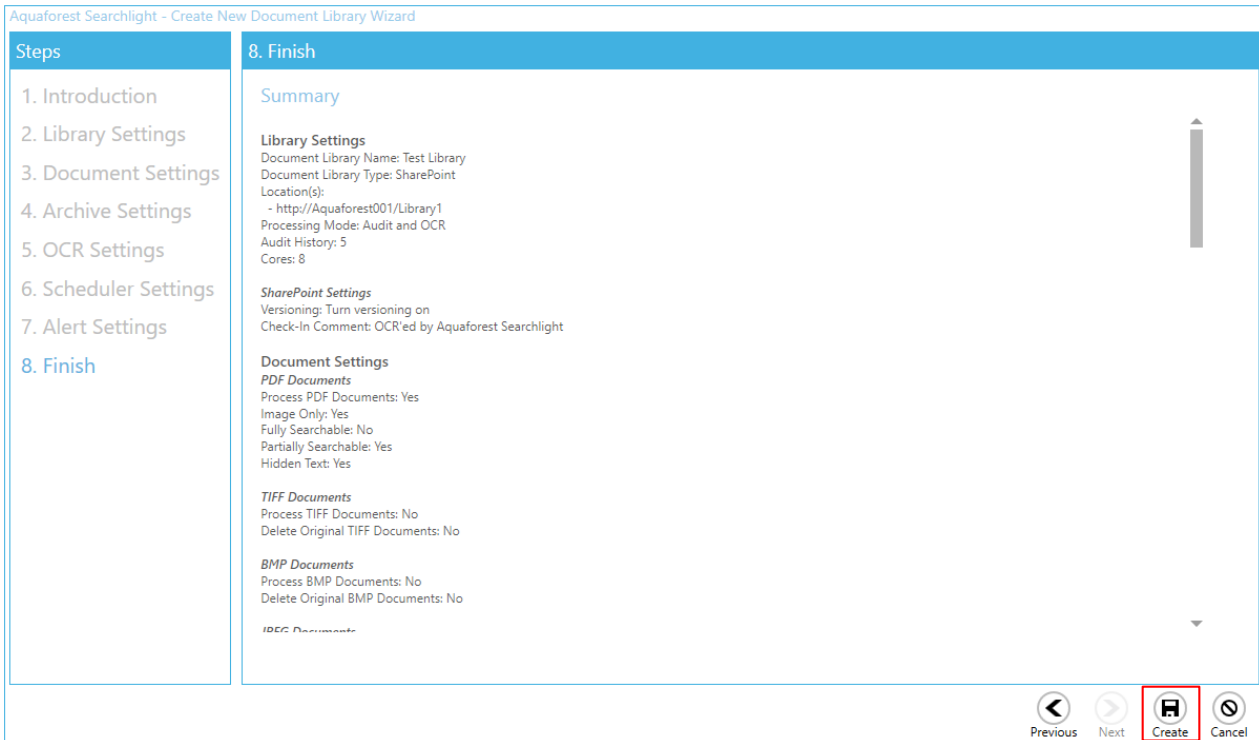 Aquaforest Searchlight - Create New Document Library Wizard
Steps
1. Introduction
2. Library Settings
3. Document Settings
4. Archive Settings
5. OCR Settings
6. Scheduler Settings
7. Alert Settings
8. Finish
8. Finish
Summary
Library Settings
Document Library Name: Test Library
Document Library Type: SharePoint
Location(s):
- http://Aquaforest001/Library1
Processing Mode: Audit and OCR
Audit History: 5
Cores: 8
SharePoint Settings
Versioning: Turn versioning on
Check-In Comment: OCR'ed by Aquaforest Searchlight
Document Settings
PDF Documents
Process PDF Documents: Yes
Image Only: Yes
Fully Searchable: No
Partially Searchable: Yes
Hidden Text: Yes
TIFF Documents
Process TIFF Documents: No
Delete Original TIFF Documents: No
BMP Documents
Process BMP Documents: No
Delete Original BMP Documents: No
JPEG Documents
Previous
Next
Create
Cancel